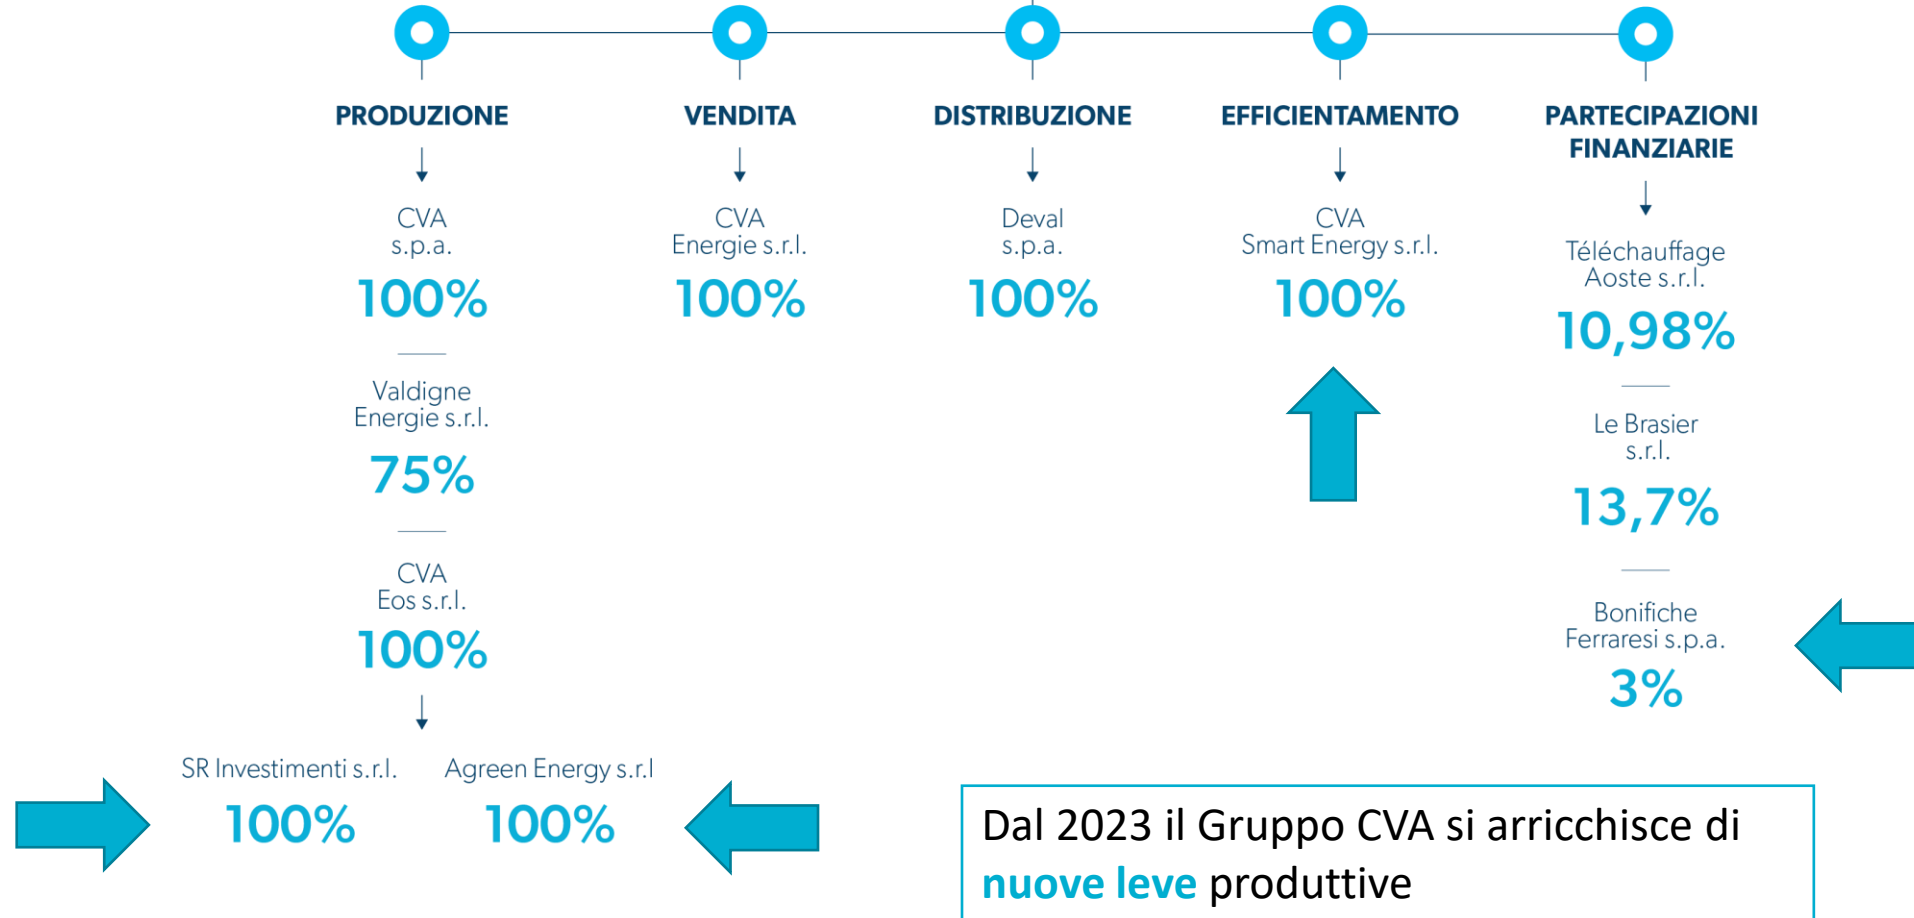 PRODUZIONE
CVA
s.p.a.
100%
Valdigne
Energie s.r.l.
75%
CVA
Eos s.r.l.
100%
SR Investimenti s.r.l.
100%
Agreen Energy s.r.l
100%
VENDITA
CVA
Energie s.r.l.
100%
DISTRIBUZIONE
Deval
s.p.a.
100%
EFFICIENTAMENTO
CVA
Smart Energy s.r.l.
100%
PARTECIPAZIONI
FINANZIARIE
Téléchauffage
Aoste s.r.l.
10,98%
Le Brasier
s.r.l.
13,7%
Bonifiche
Ferraresi s.p.a.
3%
Dal 2023 il Gruppo CVA si arricchisce di
nuove leve produttive